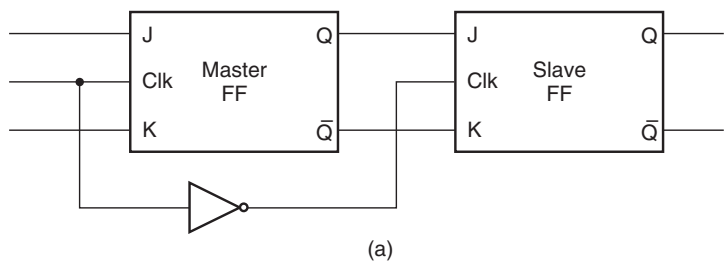 J Q J Q
Clk Master FF Clk Slave FF
K Q̄ K Q̄
(a)